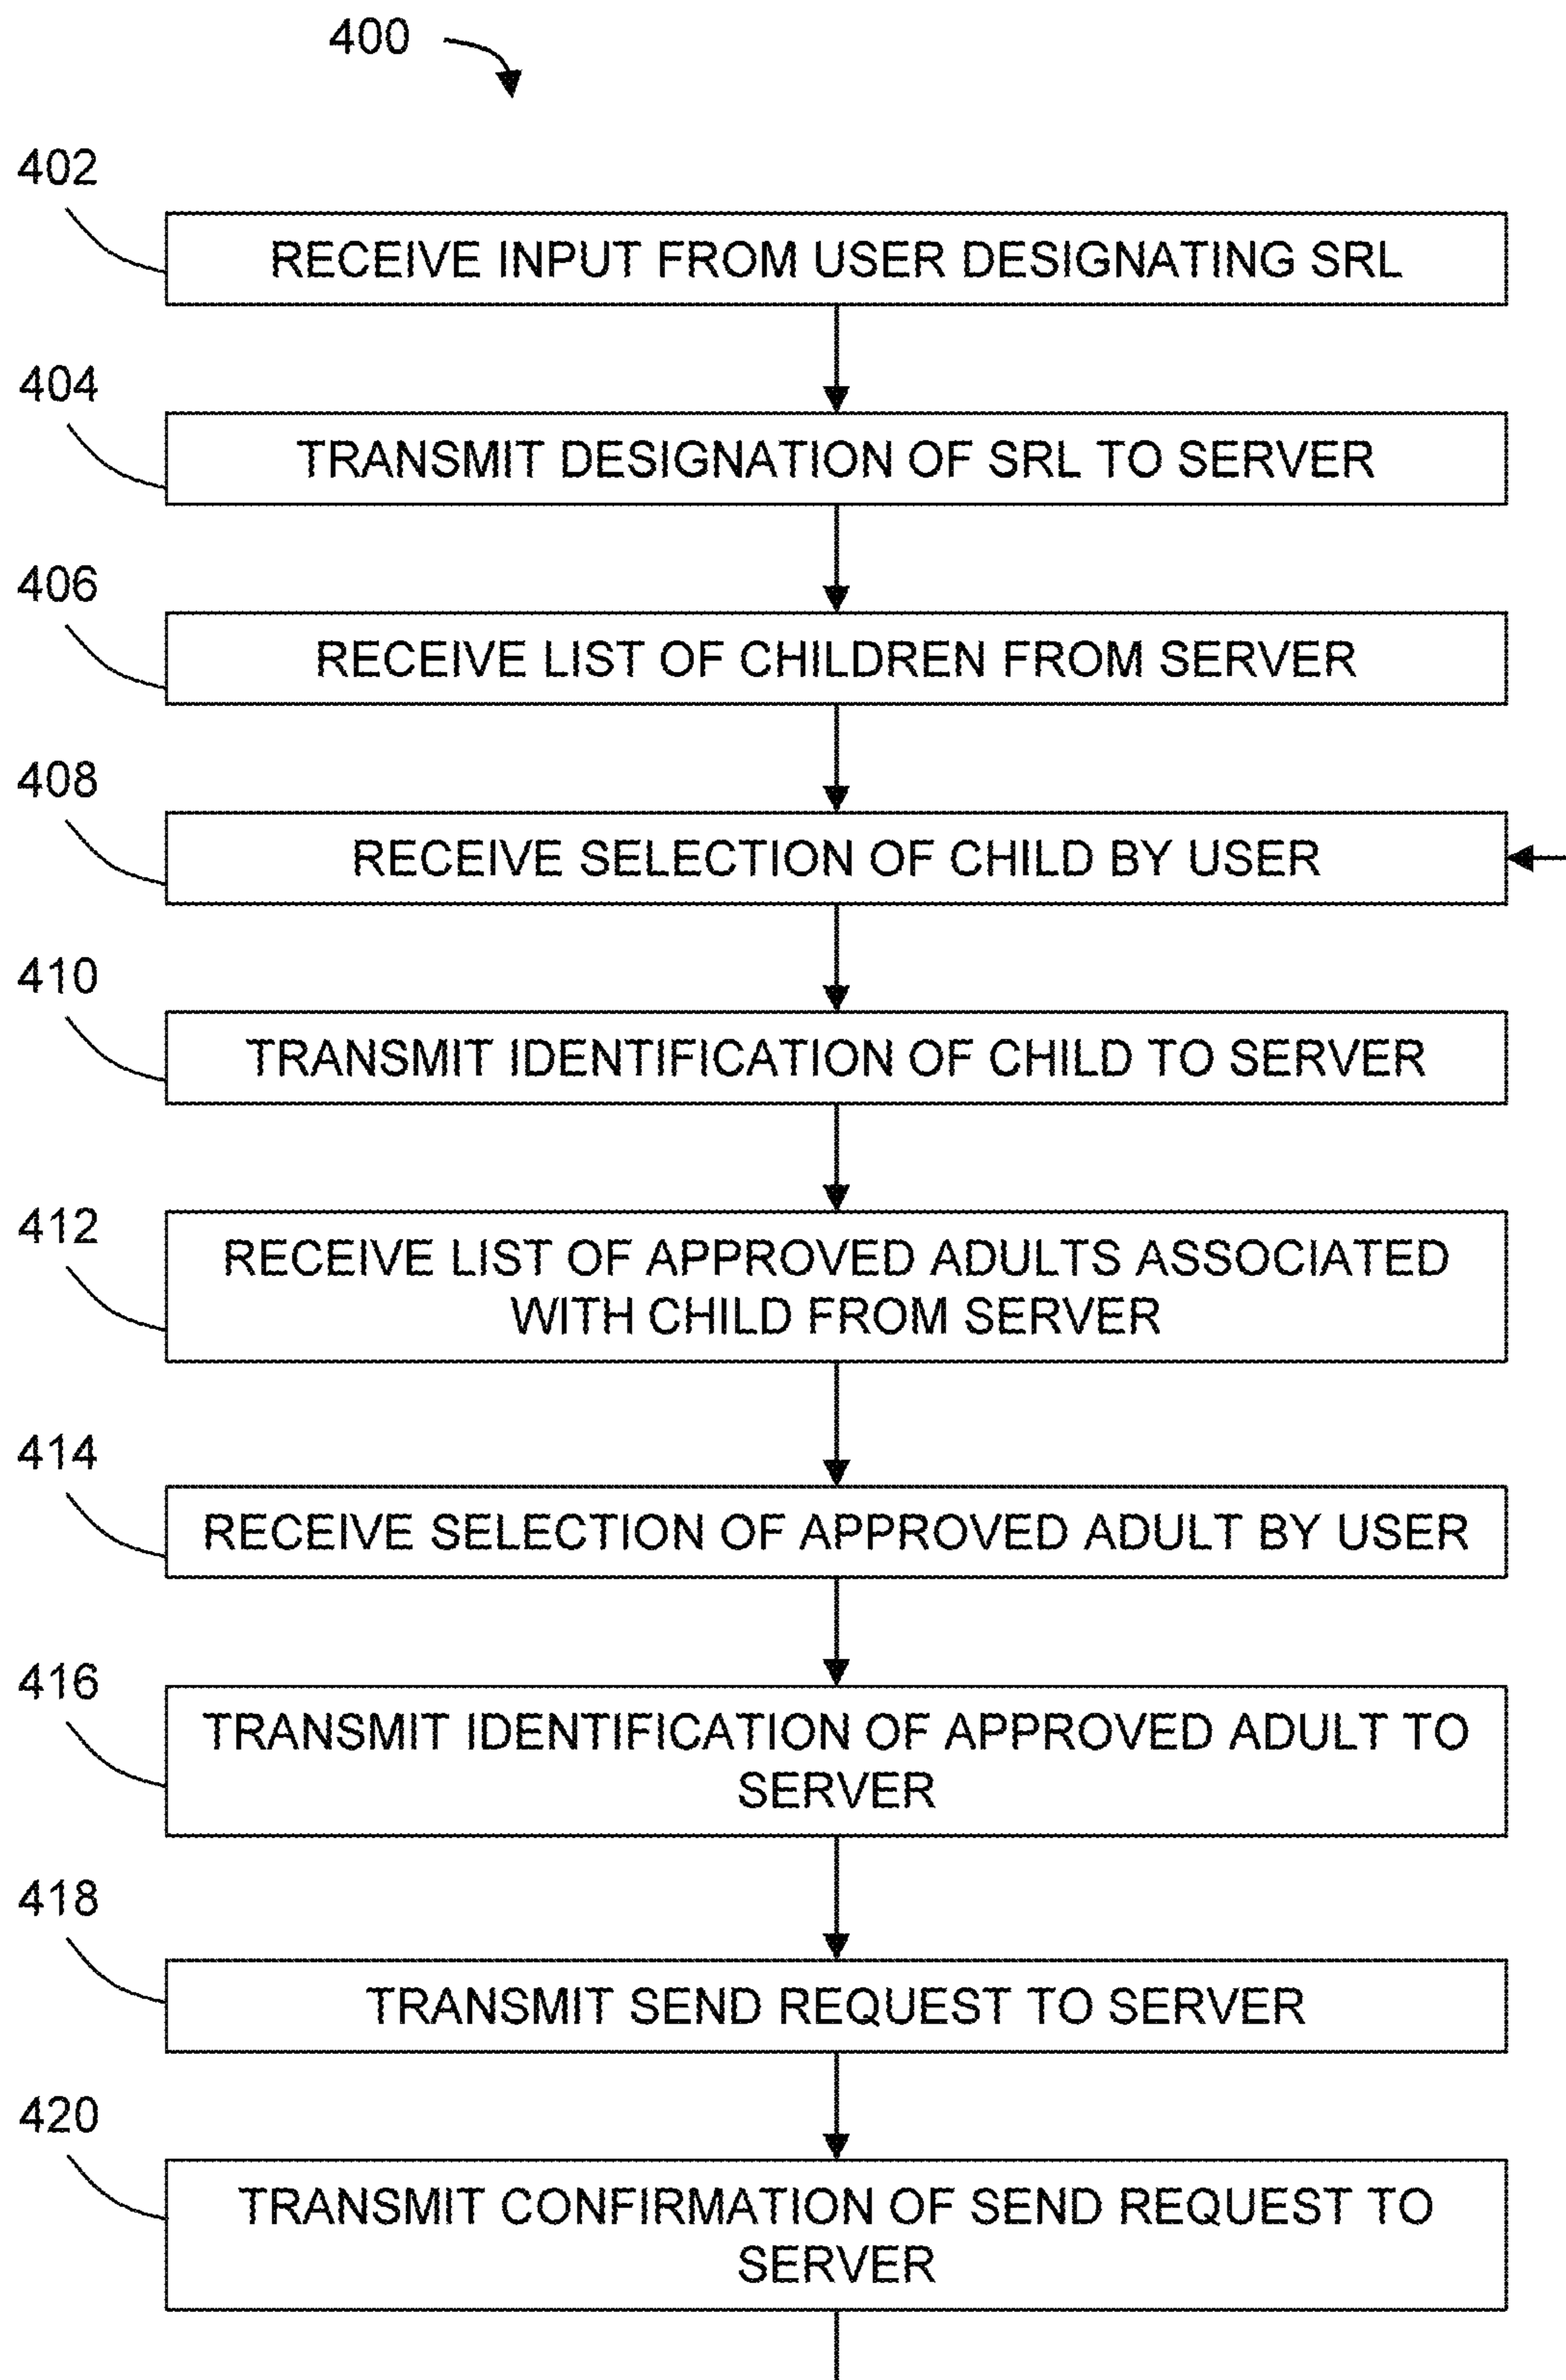 400
402
RECEIVE INPUT FROM USER DESIGNATING SRL
404
TRANSMIT DESIGNATION OF SRL TO SERVER
406
RECEIVE LIST OF CHILDREN FROM SERVER
408
RECEIVE SELECTION OF CHILD BY USER
410
TRANSMIT IDENTIFICATION OF CHILD TO SERVER
412
RECEIVE LIST OF APPROVED ADULTS ASSOCIATED
WITH CHILD FROM SERVER
414
RECEIVE SELECTION OF APPROVED ADULT BY USER
416
TRANSMIT IDENTIFICATION OF APPROVED ADULT TO
SERVER
418
TRANSMIT SEND REQUEST TO SERVER
420
TRANSMIT CONFIRMATION OF SEND REQUEST TO
SERVER